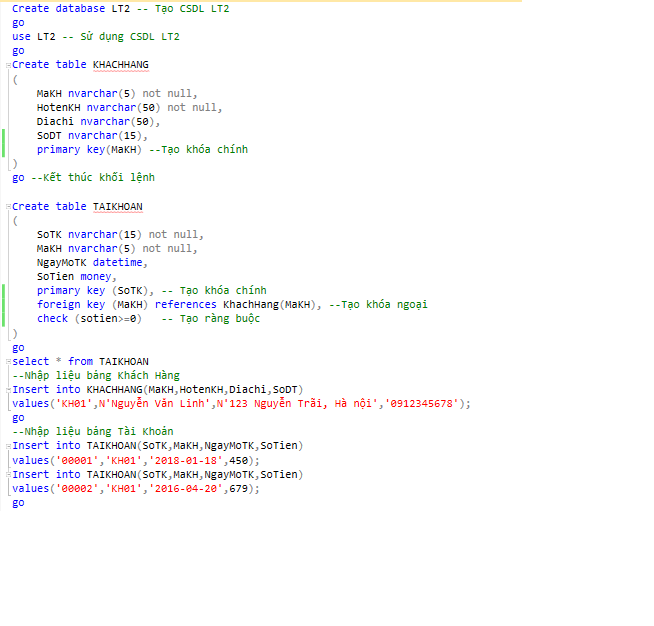 Create database LT2 -- Tạo CSDL LT2
go
use LT2 -- Sử dụng CSDL LT2
go
Create table KHACHHANG
(
MaKH nvarchar(5) not null,
HotenKH nvarchar(50) not null,
Diachi nvarchar(50),
SoDT nvarchar(15),
primary key(MaKH) --Tạo khóa chính
)
go --Kết thúc khối lệnh
Create table TAIKHOAN
(
SoTK nvarchar(15) not null,
MaKH nvarchar(5) not null,
NgayMoTK datetime,
SoTien money,
primary key (SoTK), -- Tạo khóa chính
foreign key (MaKH) references KhachHang(MaKH), --Tạo khóa ngoại
check (sotien>=0) -- Tạo ràng buộc
)
go
select * from TAIKHOAN
--Nhập liệu bảng Khách Hàng
Insert into KHACHHANG(MaKH,HotenKH,Diachi,SoDT)
values('KH01',N'Nguyễn Văn Linh',N'123 Nguyễn Trãi, Hà nội','0912345678');
go
--Nhập liệu bảng Tài Khoản
Insert into TAIKHOAN(SoTK,MaKH,NgayMoTK,SoTien)
values('00001','KH01','2018-01-18',450);
Insert into TAIKHOAN(SoTK,MaKH,NgayMoTK,SoTien)
values('00002','KH01','2016-04-20',679);
go